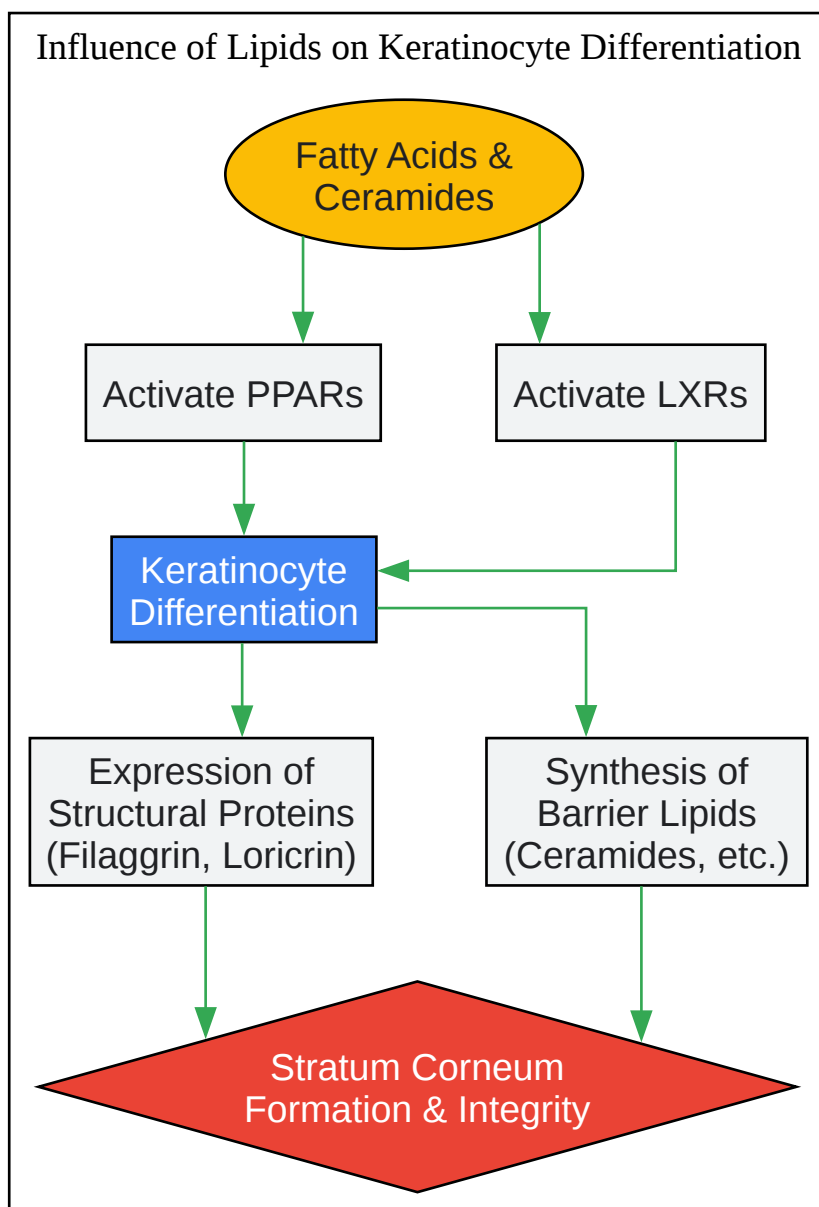 Influence of Lipids on Keratinocyte Differentiation
Fatty Acids &
Ceramides
Activate PPARs
Activate LXRs
Keratinocyte
Differentiation
Expression of
Structural Proteins
(Filaggrin, Loricrin)
Synthesis of
Barrier Lipids
(Ceramides, etc.)
Stratum Corneum
Formation & Integrity